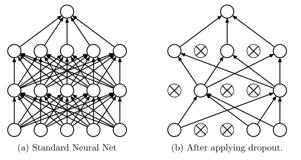 (a) Standard Neural Net
(b) After applying dropout.